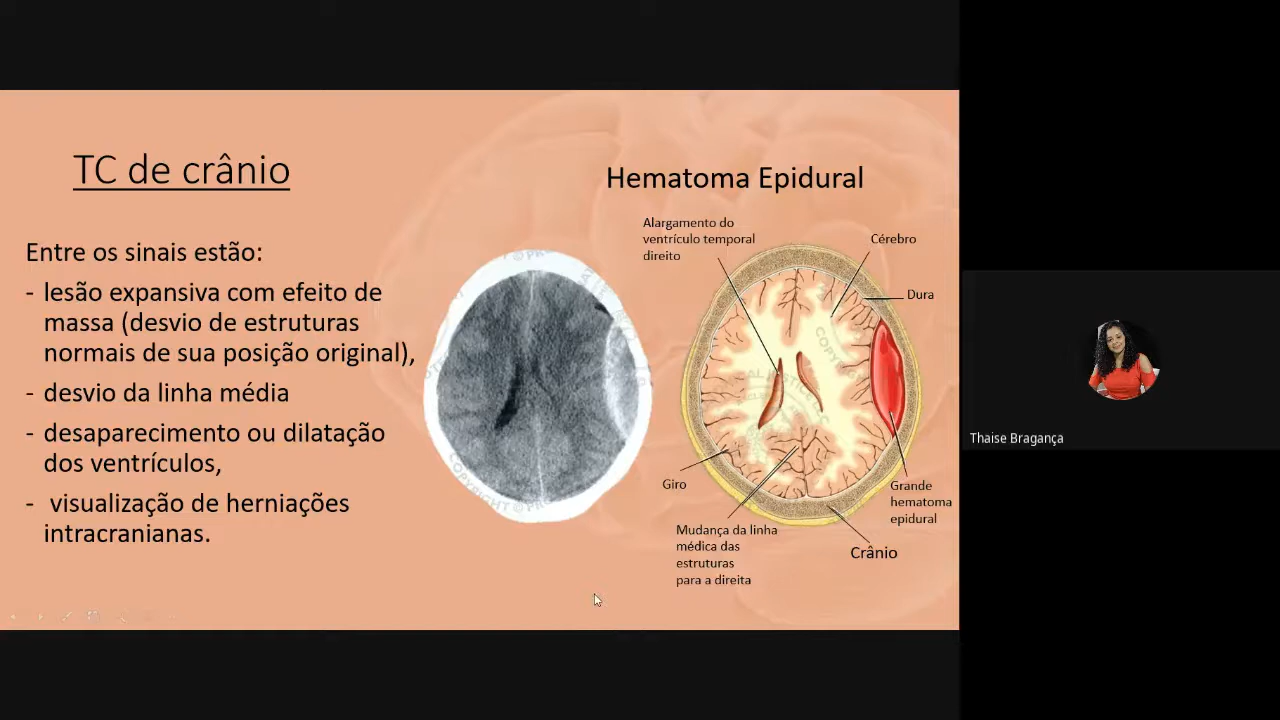 TC de crânio
Entre os sinais estão:
- lesão expansiva com efeito de
massa (desvio de estruturas
normais de sua posição original),
- desvio da linha média
- desaparecimento ou dilatação
dos ventrículos,
- visualização de herniações
intracranianas.
Hematoma Epidural
Alargamento do
ventrículo temporal
direito
Cérebro
Dura
Giro
Grande
hematoma
epidural
Mudança da linha
médica das
estruturas
para a direita
Crânio
Thaise Bragança